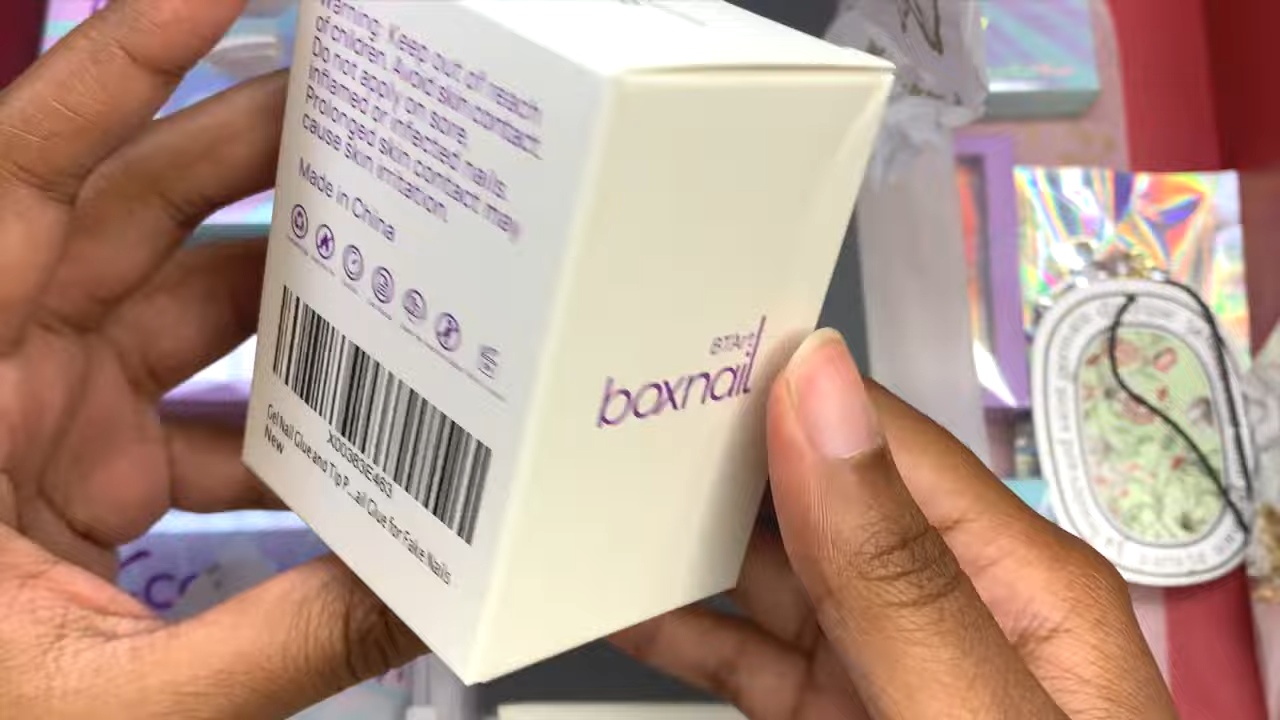 Warning: Keep out of reach
of children. Avoid skin contact.
Do not apply on sore
inflamed or infected nails.
Prolonged skin contact may
cause skin irritation.
Made in China
X00383E463
Gel Nail Glue and Tip P...ail Glue for Fake Nails
New
BTArt
boxnail